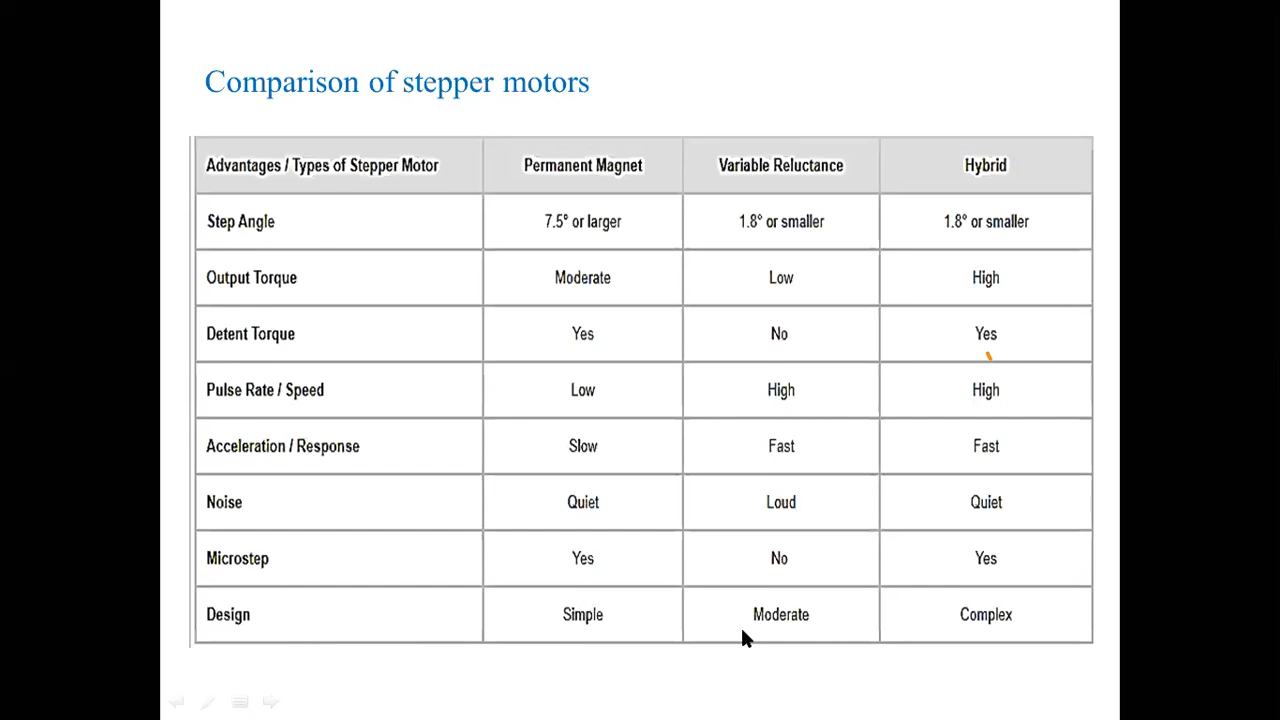 Comparison of stepper motors
Advantages / Types of Stepper Motor Permanent Magnet Variable Reluctance Hybrid
Step Angle 7.5° or larger 1.8° or smaller 1.8° or smaller
Output Torque Moderate Low High
Detent Torque Yes No Yes
Pulse Rate / Speed Low High High
Acceleration / Response Slow Fast Fast
Noise Quiet Loud Quiet
Microstep Yes No Yes
Design Simple Moderate Complex